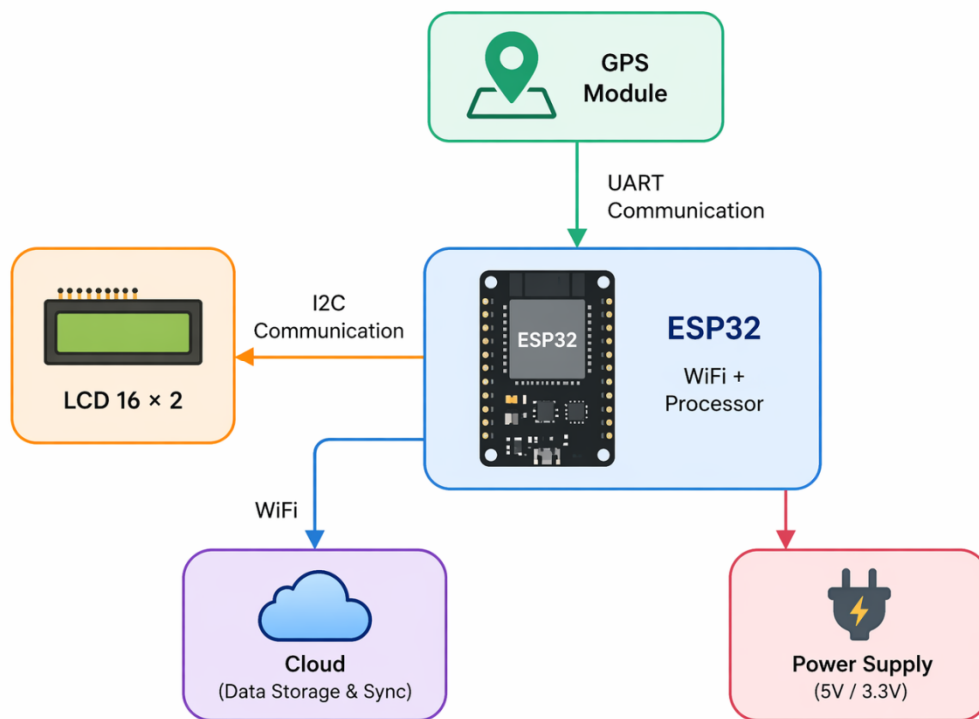 GPS
Module
UART
Communication
I2C
Communication
LCD 16 × 2
ESP32
ESP32
WiFi +
Processor
WiFi
Cloud
(Data Storage & Sync)
Power Supply
(5V / 3.3V)